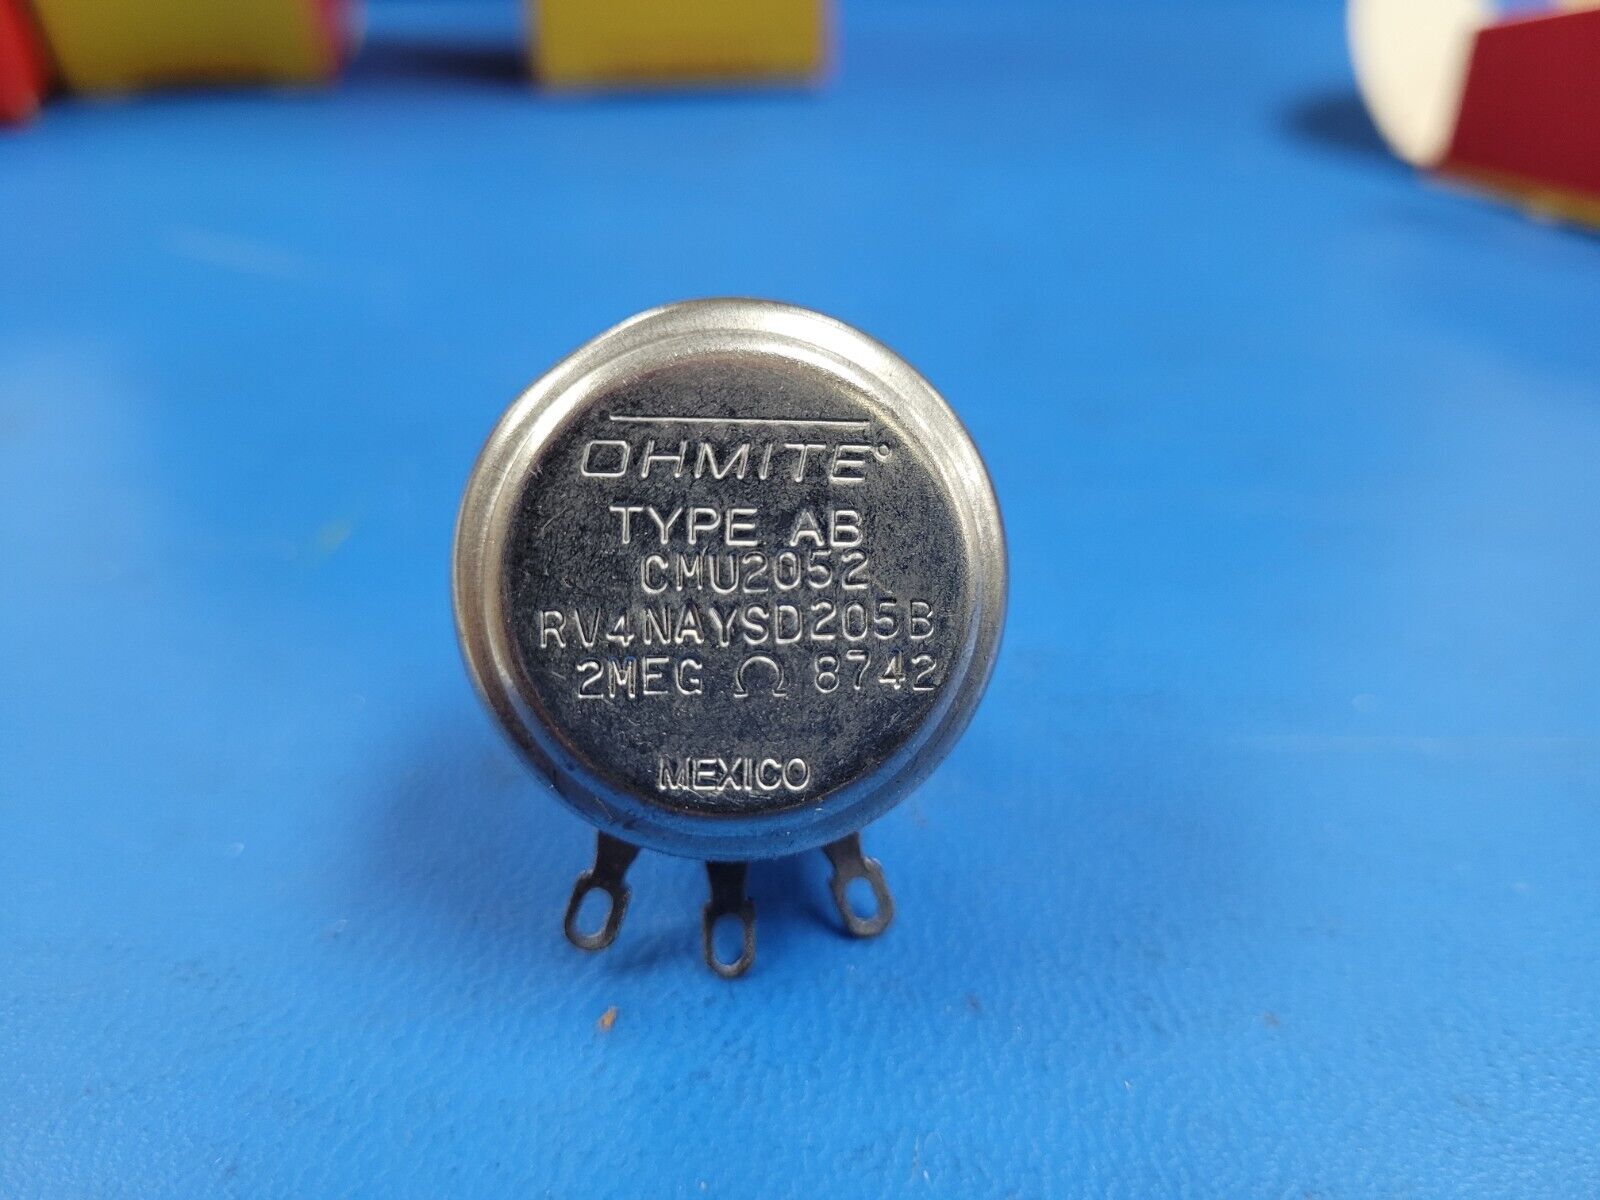 OHMITE
TYPE AB
CMU2052
RV4NAYSD205B
2MEG Ω 8742
MEXICO